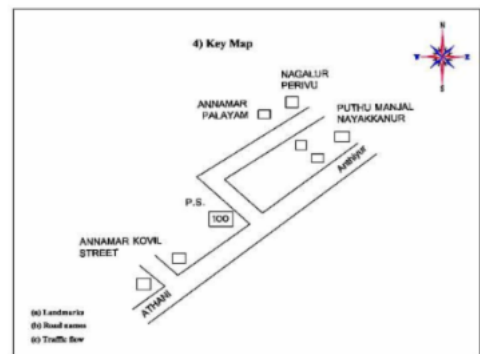 4) Key Map
N
W
E
S
NAGALUR
PERIVU
ANNAMAR
PALAYAM
PUTHU MANJAL
NAYAKKANUR
Anthiyur
P.S.
100
ANNAMAR KOVIL
STREET
ATHANI
(a) Landmarks
(b) Road names
(c) Traffic flow